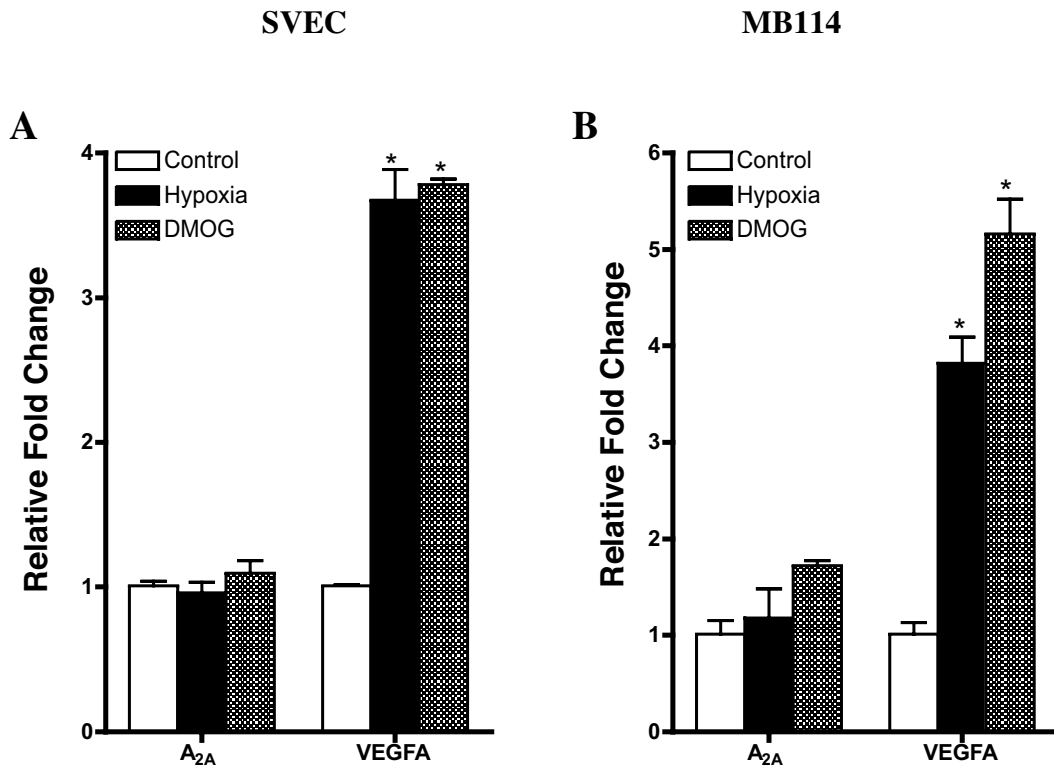 SVEC
MB114
A
Control
Hypoxia
DMOG
* *
Relative Fold Change
4
3
2
1
0
A2A
VEGFA
B
Control
Hypoxia
DMOG
*
*
Relative Fold Change
6
5
4
3
2
1
0
A2A
VEGFA